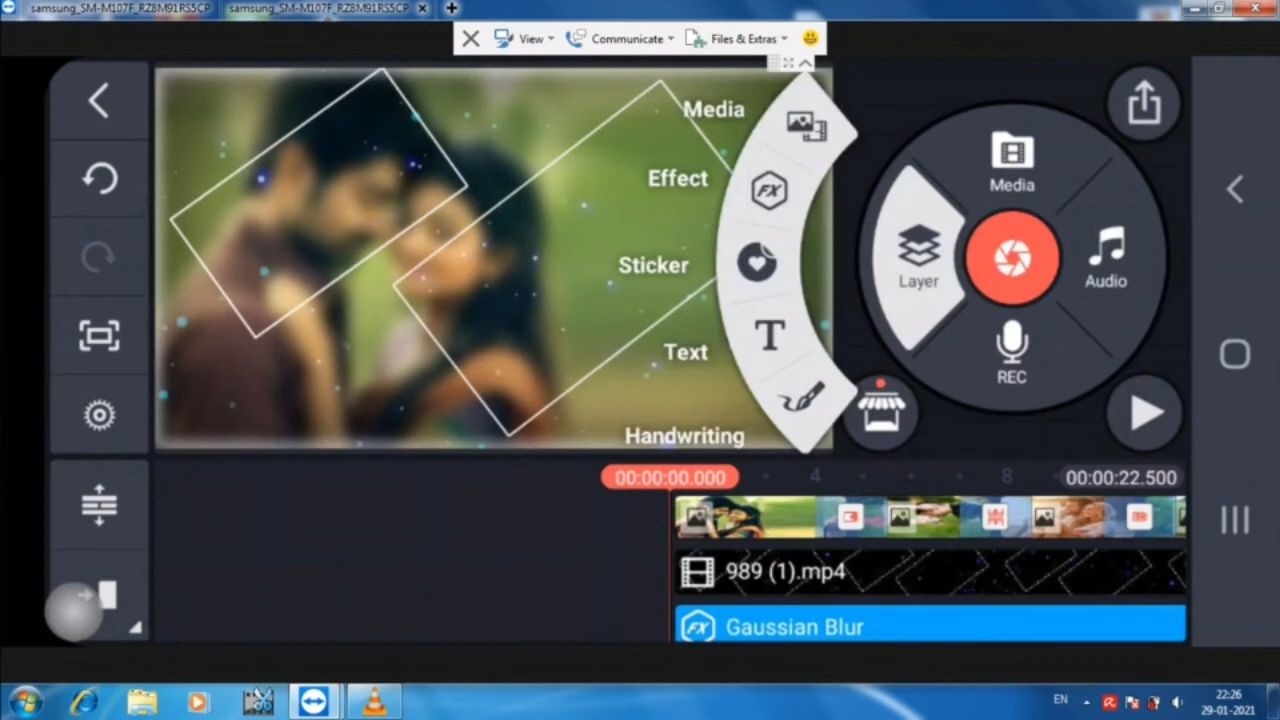 samsung_SM-M107F_RZ8M91RS5CP
samsung_SM-M107F_RZ8M91RS5CP
View
Communicate
Files & Extras
Media
Effect
Sticker
Text
Handwriting
FX
T
Media
Layer
Audio
REC
00:00:00.000
4
8
00:00:22.500
989 (1).mp4
FX
Gaussian Blur
EN
22:26
29-01-2021